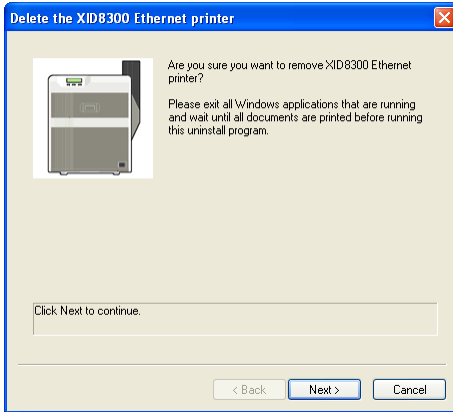 Delete the XID8300 Ethernet printer
Are you sure you want to remove XID8300 Ethernet
printer?
Please exit all Windows applications that are running
and wait until all documents are printed before running
this uninstall program.
Click Next to continue.
< Back
Next >
Cancel